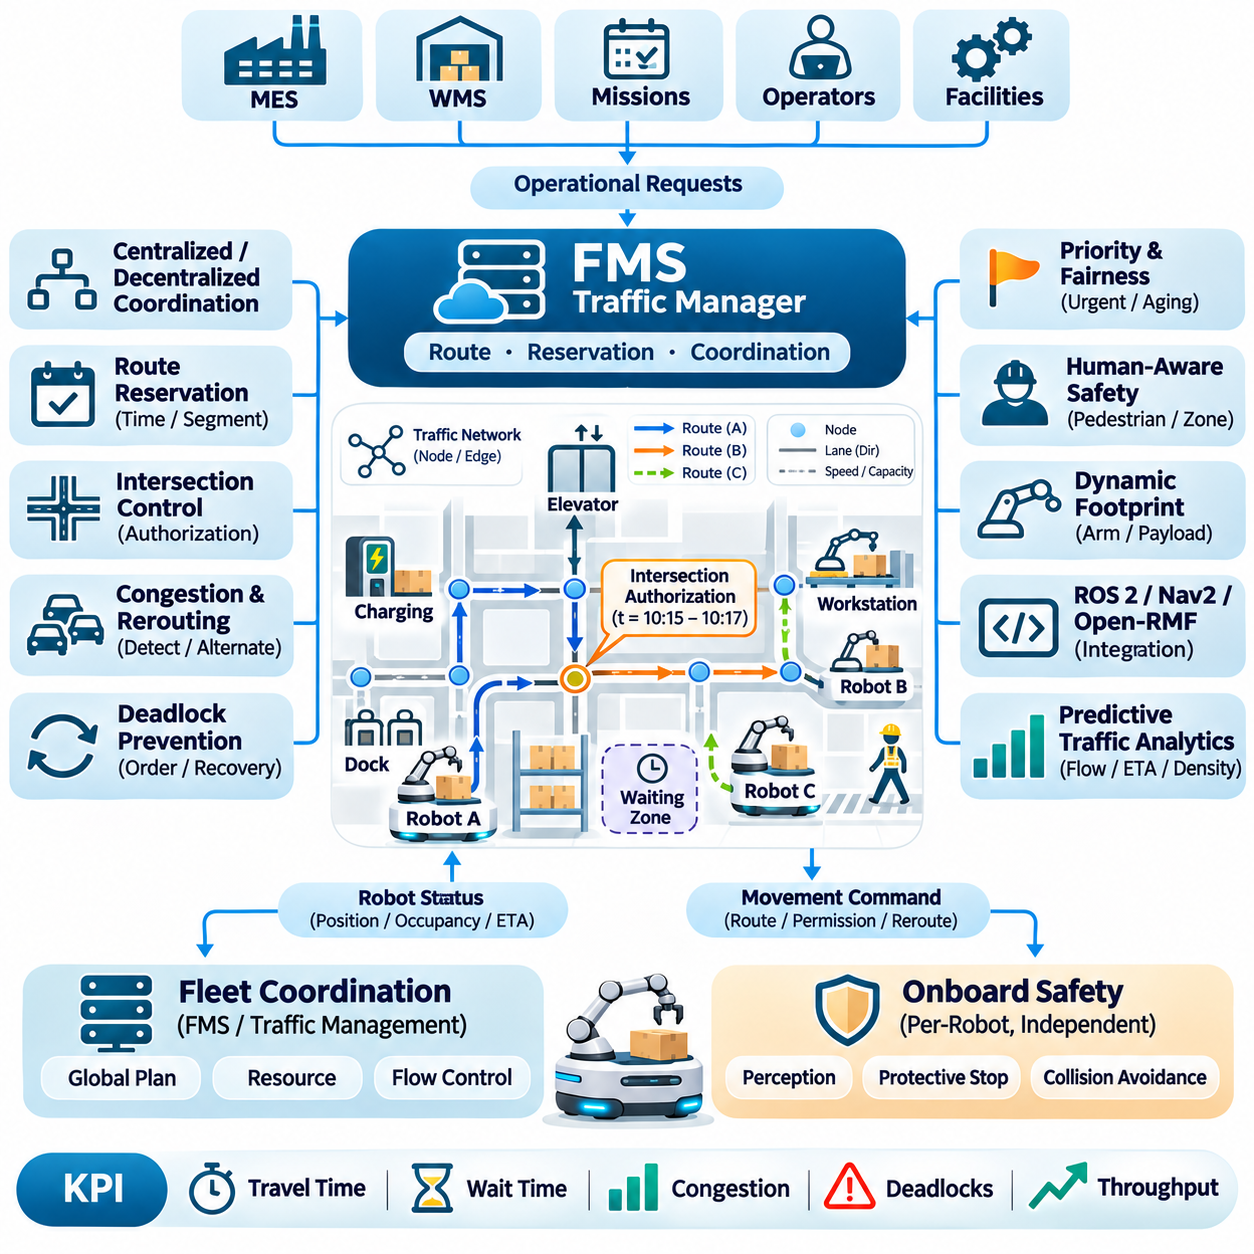 MES
WMS
Missions
Operators
Facilities
Operational Requests
FMS
Traffic Manager
Route · Reservation · Coordination
Centralized /
Decentralized
Coordination
Route
Reservation
(Time / Segment)
Intersection
Control
(Authorization)
Congestion &
Rerouting
(Detect / Alternate)
Deadlock
Prevention
(Order / Recovery)
Priority &
Fairness
(Urgent / Aging)
Human-Aware
Safety
(Pedestrian / Zone)
Dynamic
Footprint
(Arm / Payload)
ROS 2 / Nav2 /
Open-RMF
(Integration)
Predictive
Traffic Analytics
(Flow / ETA / Density)
Traffic Network
(Node / Edge)
Elevator
Route (A)
Route (B)
Route (C)
Node
Lane (Dir)
Speed / Capacity
Charging
Intersection
Authorization
(t = 10:15 – 10:17)
Workstation
Robot B
Dock
Robot A
Waiting
Zone
Robot C
Robot Status
(Position / Occupancy / ETA)
Movement Command
(Route / Permission / Reroute)
Fleet Coordination
(FMS / Traffic Management)
Global Plan
Resource
Flow Control
Onboard Safety
(Per-Robot, Independent)
Perception
Protective Stop
Collision Avoidance
KPI
Travel Time
Wait Time
Congestion
Deadlocks
Throughput